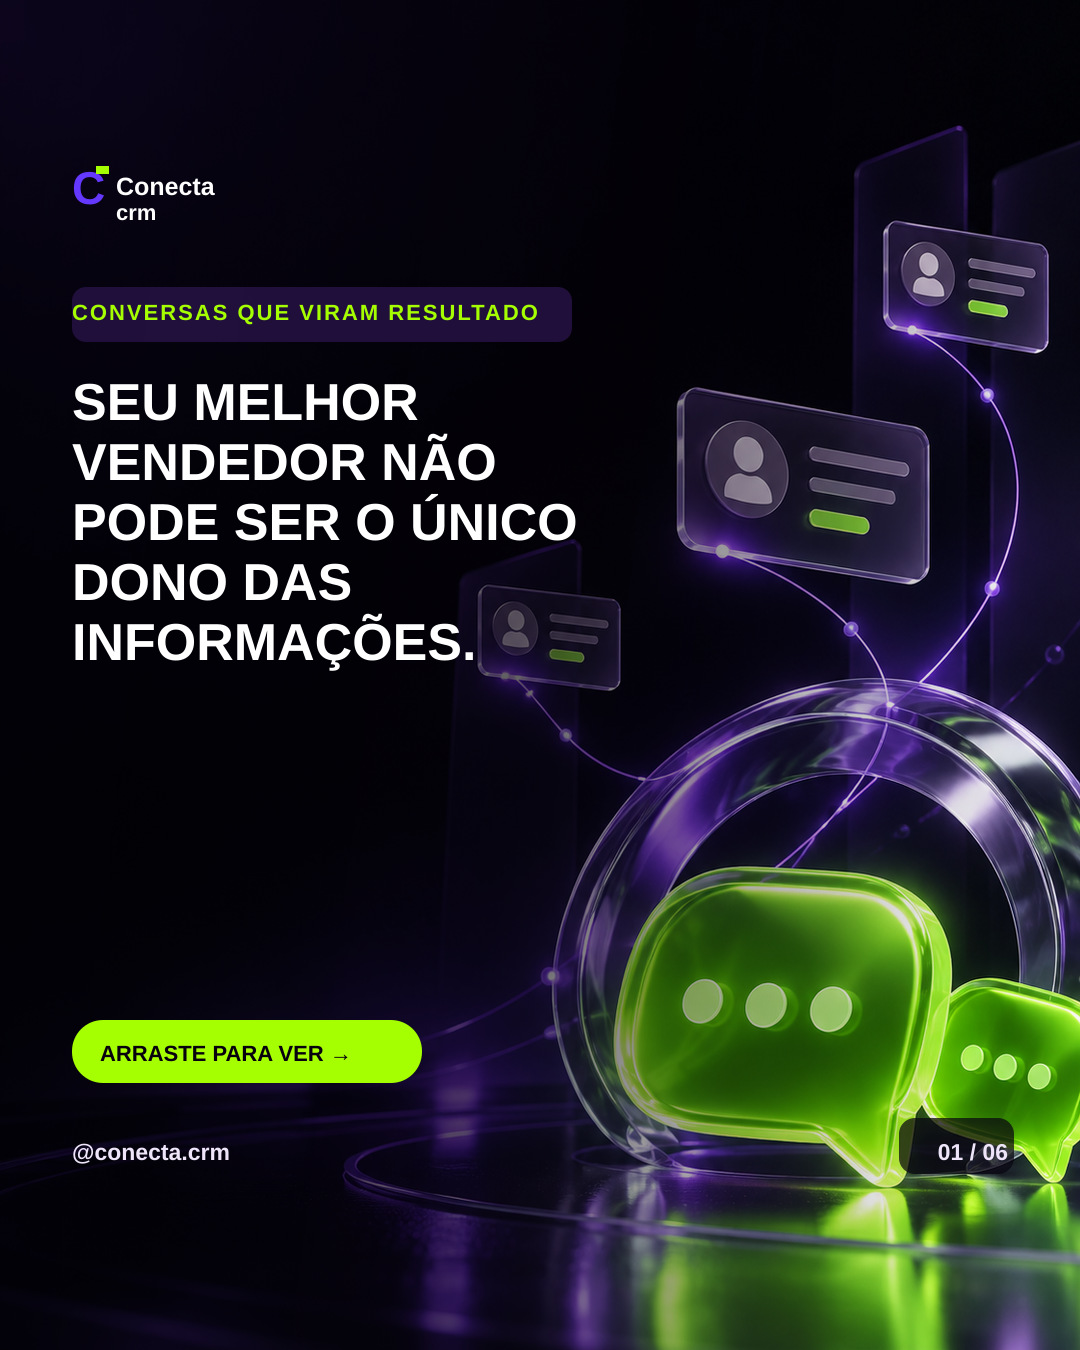 Conecta
crm
CONVERSAS QUE VIRAM RESULTADO
SEU MELHOR
VENDEDOR NÃO
PODE SER O ÚNICO
DONO DAS
INFORMAÇÕES.
ARRASTE PARA VER →
@conecta.crm
01 / 06